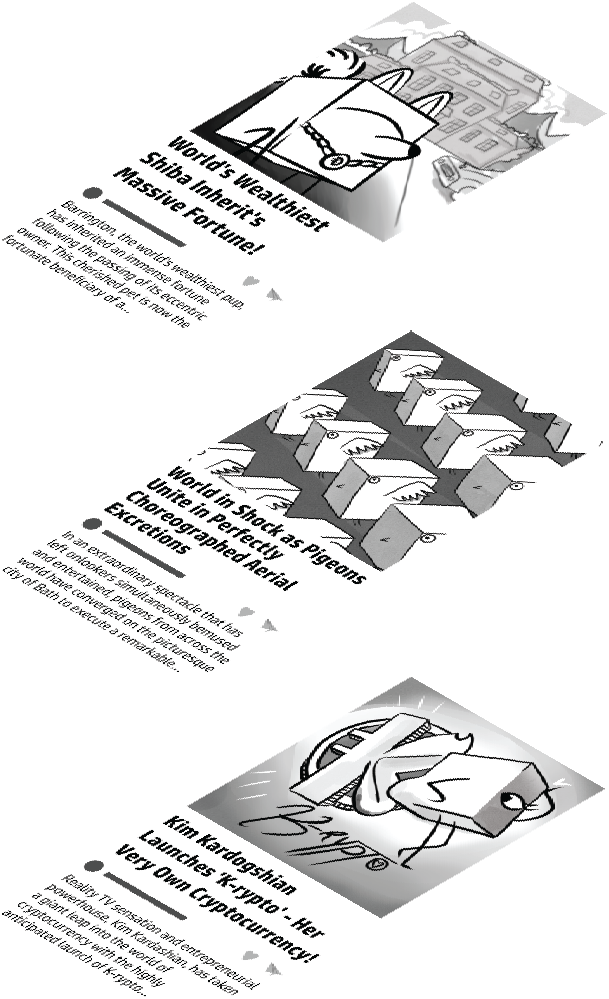 World's Wealthiest
Shiba Inherit's
Massive Fortune!
Barrington, the world's wealthiest pup,
has inherited an immense fortune
following the passing of its eccentric
owner. This cherished pet is now the
fortunate beneficiary of a...
World in Shock as Pigeons
Unite in Perfectly
Choreographed Aerial
Excretions
In an extraordinary spectacle that has
left onlookers simultaneously bemused
and entertained, pigeons from across the
world have converged on the picturesque
city of Bath to execute a remarkable...
K-rypto
Kim Kardogshian
Launches 'K-rypto' - Her
Very Own Cryptocurrency!
Reality TV sensation and entrepreneurial
powerhouse, Kim Kardashian, has taken
a giant leap into the world of
cryptocurrency with the highly
anticipated launch of K-rypto...